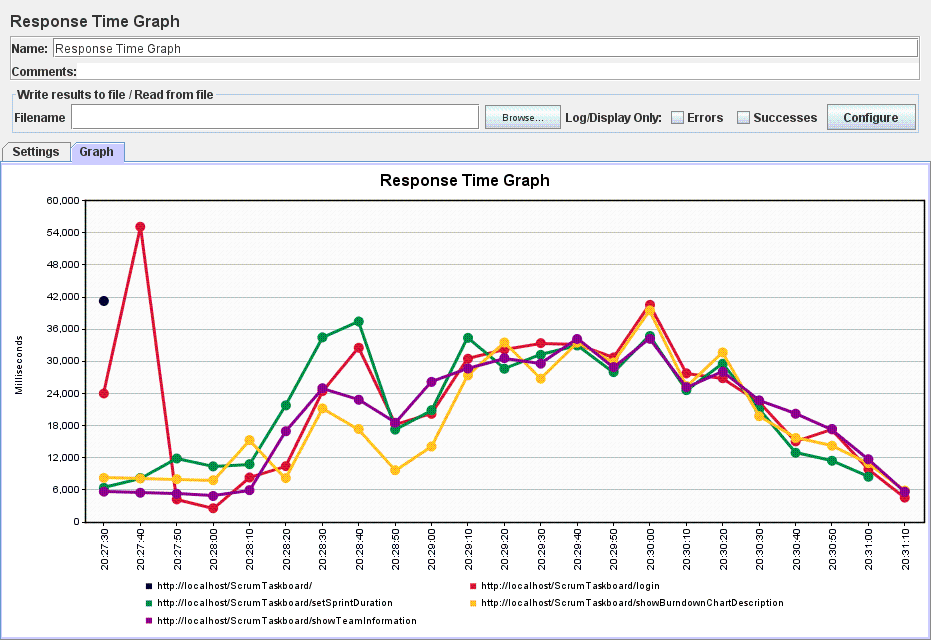 Response Time Graph
Name: Response Time Graph
Comments:
Write results to file / Read from file
Filename Browse... Log/Display Only: Errors Successes Configure
Settings Graph
Response Time Graph
Milliseconds
60,000
54,000
48,000
42,000
36,000
30,000
24,000
18,000
12,000
6,000
0
20:27:30 20:27:40 20:27:50 20:28:00 20:28:10 20:28:20 20:28:30 20:28:40 20:28:50 20:29:00 20:29:10 20:29:20 20:29:30 20:29:40 20:29:50 20:30:00 20:30:10 20:30:20 20:30:30 20:30:40 20:30:50 20:31:00 20:31:10
http://localhost/ScrumTaskboard/ http://localhost/ScrumTaskboard/login
http://localhost/ScrumTaskboard/setSprintDuration http://localhost/ScrumTaskboard/showBurndownChartDescription
http://localhost/ScrumTaskboard/showTeamInformation